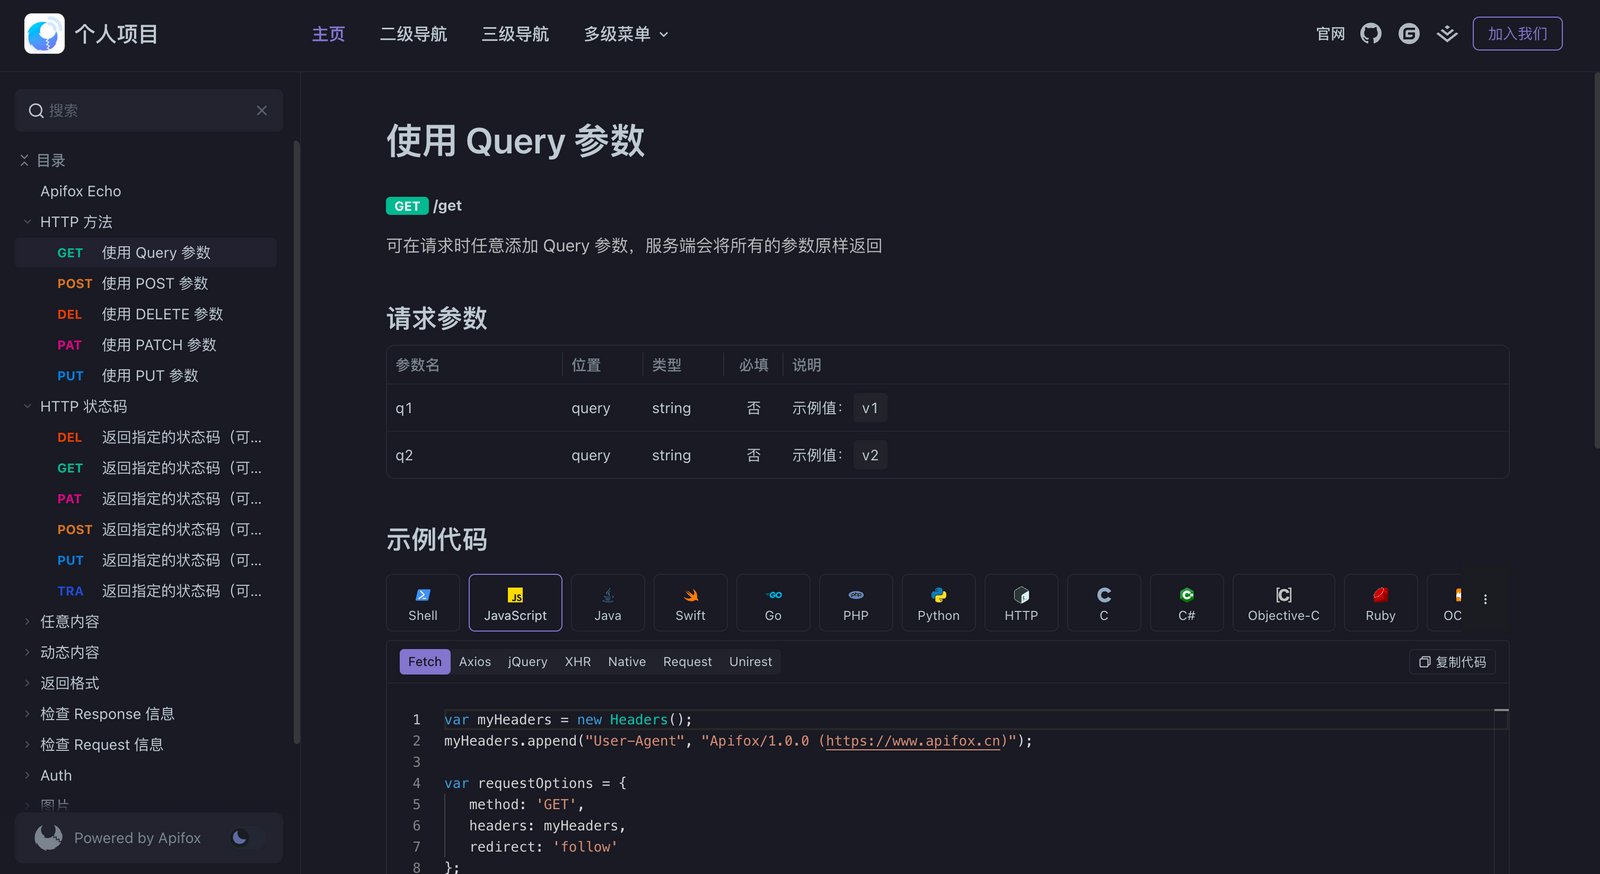 个人项目
主页 二级导航 三级导航 多级菜单
官网 加入我们
搜索
目录
Apifox Echo
HTTP 方法
GET 使用 Query 参数
POST 使用 POST 参数
DEL 使用 DELETE 参数
PAT 使用 PATCH 参数
PUT 使用 PUT 参数
HTTP 状态码
DEL 返回指定的状态码（可...
GET 返回指定的状态码（可...
PAT 返回指定的状态码（可...
POST 返回指定的状态码（可...
PUT 返回指定的状态码（可...
TRA 返回指定的状态码（可...
任意内容
动态内容
返回格式
检查 Response 信息
检查 Request 信息
Auth
图片
Powered by Apifox
使用 Query 参数
GET /get
可在请求时任意添加 Query 参数，服务端会将所有的参数原样返回
请求参数
参数名 位置 类型 必填 说明
q1 query string 否 示例值： v1
q2 query string 否 示例值： v2
示例代码
Shell JavaScript Java Swift Go PHP Python HTTP C C# Objective-C Ruby OC
Fetch Axios jQuery XHR Native Request Unirest 复制代码
1 var myHeaders = new Headers();
2 myHeaders.append("User-Agent", "Apifox/1.0.0 (https://www.apifox.cn)");
3
4 var requestOptions = {
5 method: 'GET',
6 headers: myHeaders,
7 redirect: 'follow'
8 };